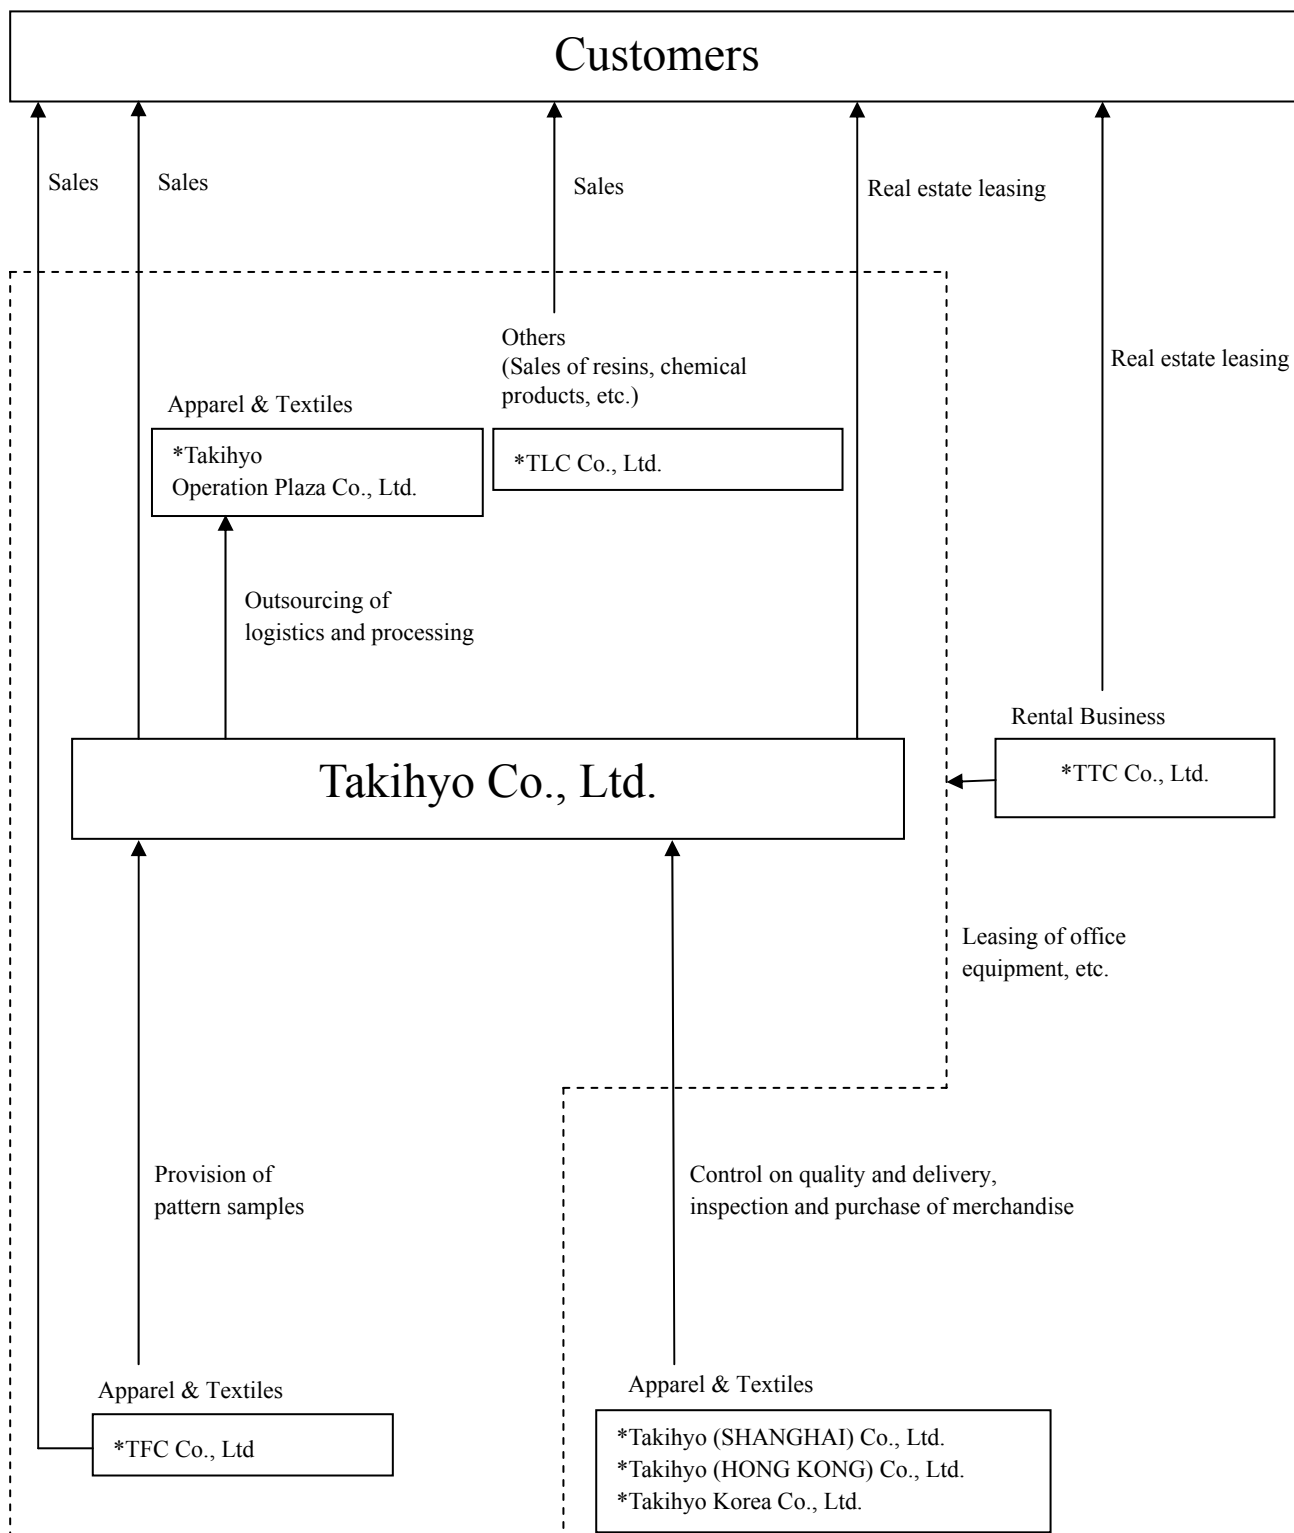 Customers
Sales
Sales
Sales
Real estate leasing
Others
(Sales of resins, chemical
products, etc.)
Real estate leasing
Apparel & Textiles
*Takihyo
Operation Plaza Co., Ltd.
*TLC Co., Ltd.
Outsourcing of
logistics and processing
Rental Business
Takihyo Co., Ltd.
*TTC Co., Ltd.
Leasing of office
equipment, etc.
Provision of
pattern samples
Control on quality and delivery,
inspection and purchase of merchandise
Apparel & Textiles
*TFC Co., Ltd
Apparel & Textiles
*Takihyo (SHANGHAI) Co., Ltd.
*Takihyo (HONG KONG) Co., Ltd.
*Takihyo Korea Co., Ltd.